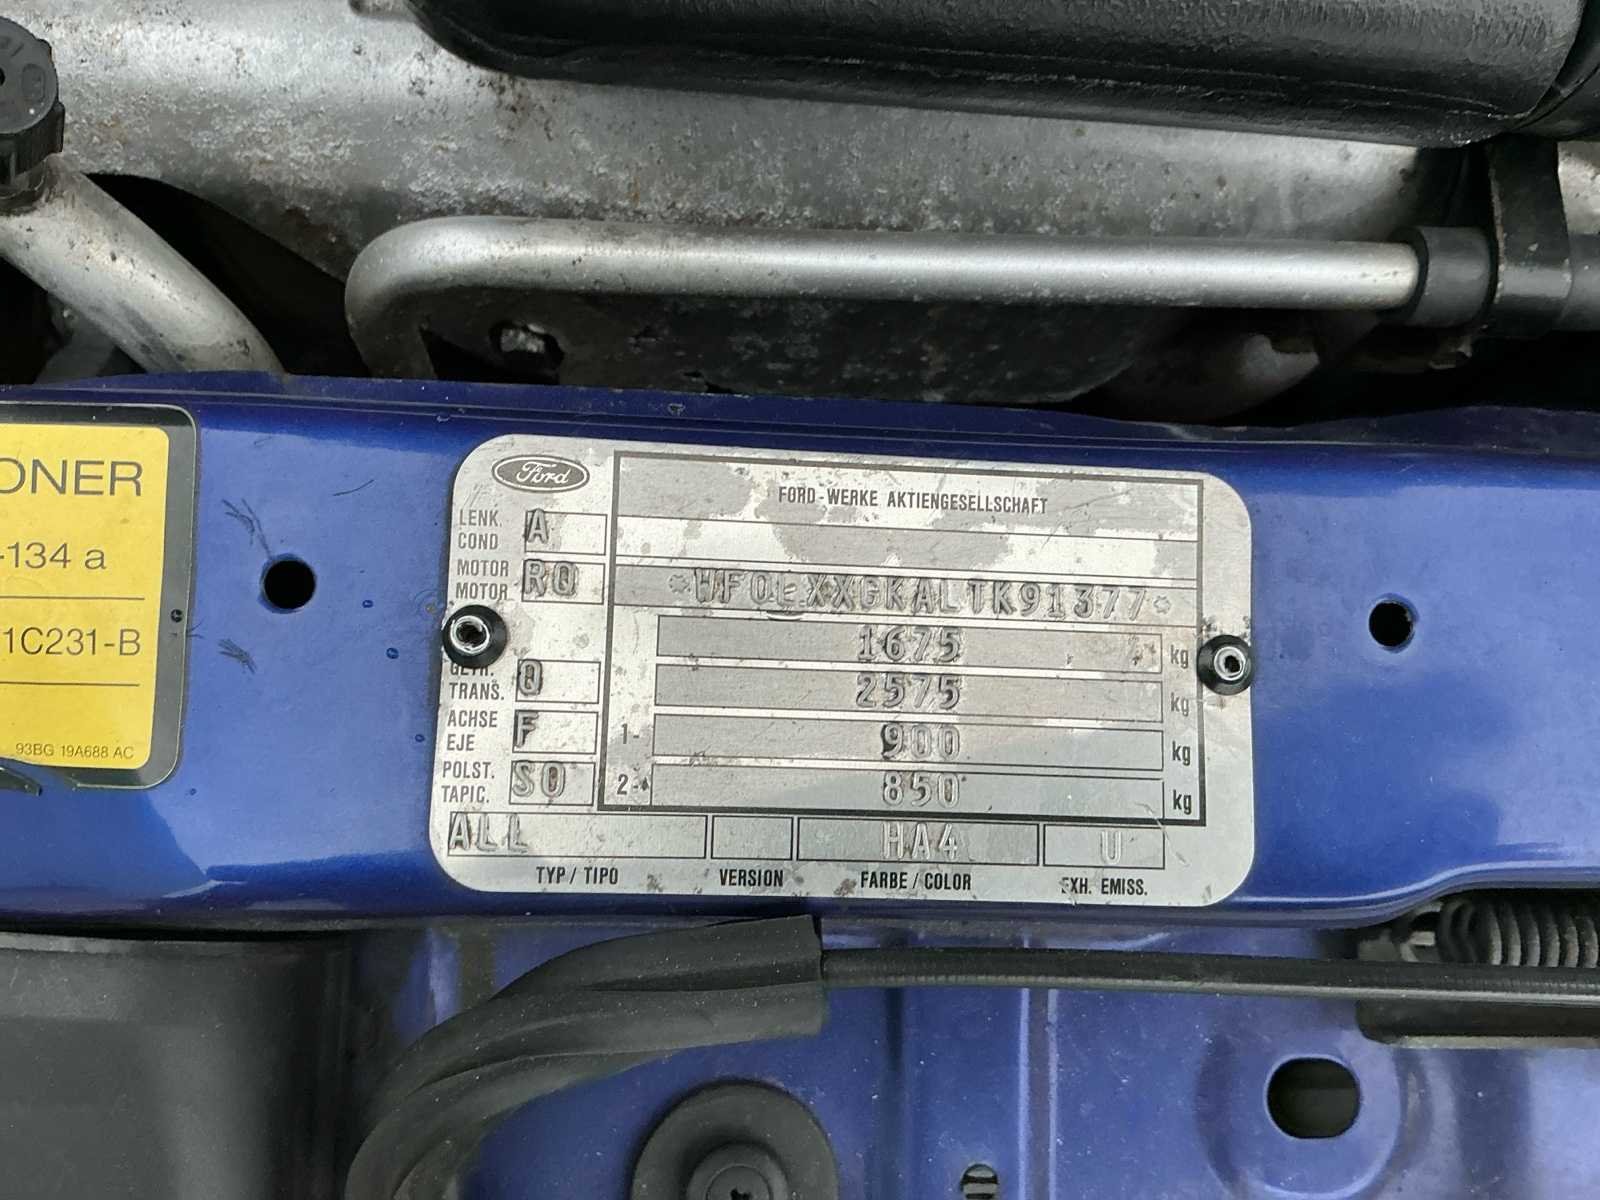 ONER
-134 a
1C231-B
93BG 19A688 AC
Ford
FORD-WERKE AKTIENGESELLSCHAFT
LENK.
COND
A
MOTOR
MOTOR
RQ
*WF0LXXGKALTK91377*
1675 kg
GETR.
TRANS.
Q
2575 kg
ACHSE
EJE
F
1- 900 kg
POLST.
TAPIC.
SO
2- 850 kg
ALL
HA4
U
TYP / TIPO
VERSION
FARBE / COLOR
EXH. EMISS.